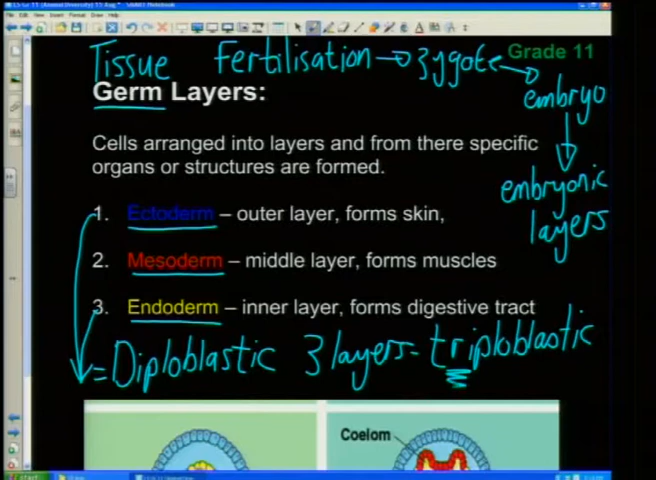 Tissue Fertilisation → zygote → Grade 11
Germ Layers:
embryo
Cells arranged into layers and from there specific
organs or structures are formed.
embryonic
layers
1. Ectoderm – outer layer, forms skin,
2. Mesoderm – middle layer, forms muscles
3. Endoderm – inner layer, forms digestive tract
= Diploblastic 3 layers - triploblastic
Coelom